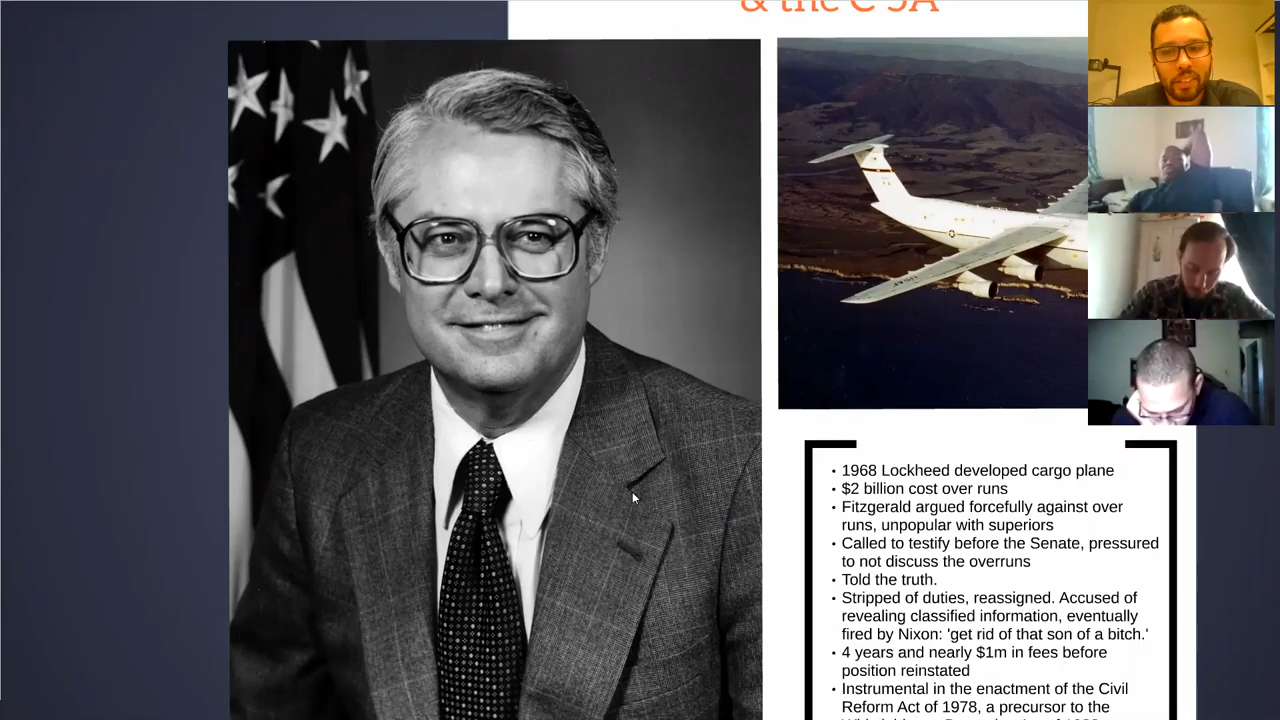 & the C-5A
• 1968 Lockheed developed cargo plane
• $2 billion cost over runs
• Fitzgerald argued forcefully against over
runs, unpopular with superiors
• Called to testify before the Senate, pressured
to not discuss the overruns
• Told the truth.
• Stripped of duties, reassigned. Accused of
revealing classified information, eventually
fired by Nixon: 'get rid of that son of a bitch.'
• 4 years and nearly $1m in fees before
position reinstated
• Instrumental in the enactment of the Civil
Reform Act of 1978, a precursor to the